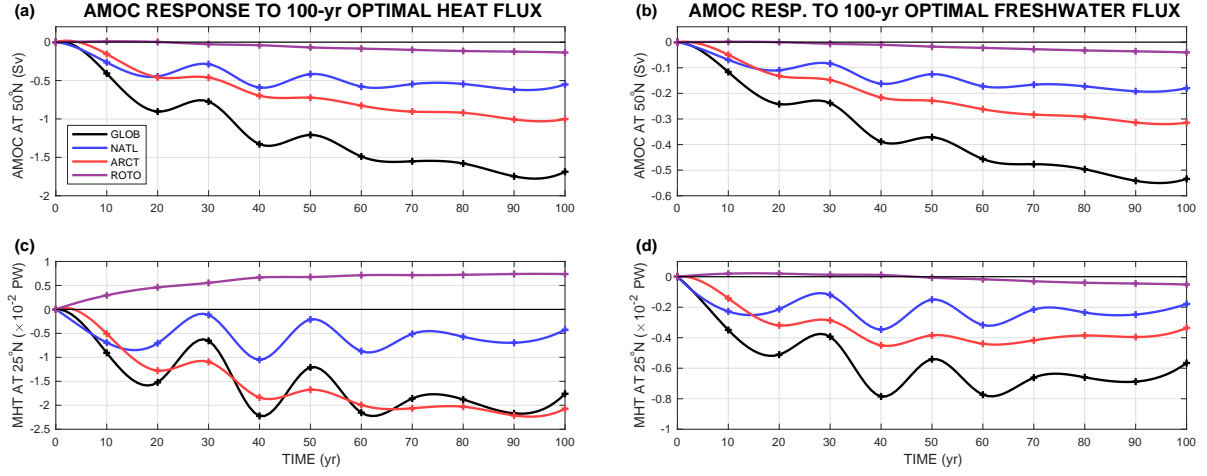 (a) AMOC RESPONSE TO 100-yr OPTIMAL HEAT FLUX
AMOC AT 50°N (Sv)
0
-0.5
-1
-1.5
-2
GLOB
NATL
ARCT
ROTO
0 10 20 30 40 50 60 70 80 90 100
(b) AMOC RESP. TO 100-yr OPTIMAL FRESHWATER FLUX
AMOC AT 50°N (Sv)
0
-0.1
-0.2
-0.3
-0.4
-0.5
-0.6
0 10 20 30 40 50 60 70 80 90 100
(c)
MHT AT 25°N (× 10⁻² PW)
1
0.5
0
-0.5
-1
-1.5
-2
-2.5
0 10 20 30 40 50 60 70 80 90 100
TIME (yr)
(d)
MHT AT 25°N (× 10⁻² PW)
0
-0.2
-0.4
-0.6
-0.8
-1
0 10 20 30 40 50 60 70 80 90 100
TIME (yr)